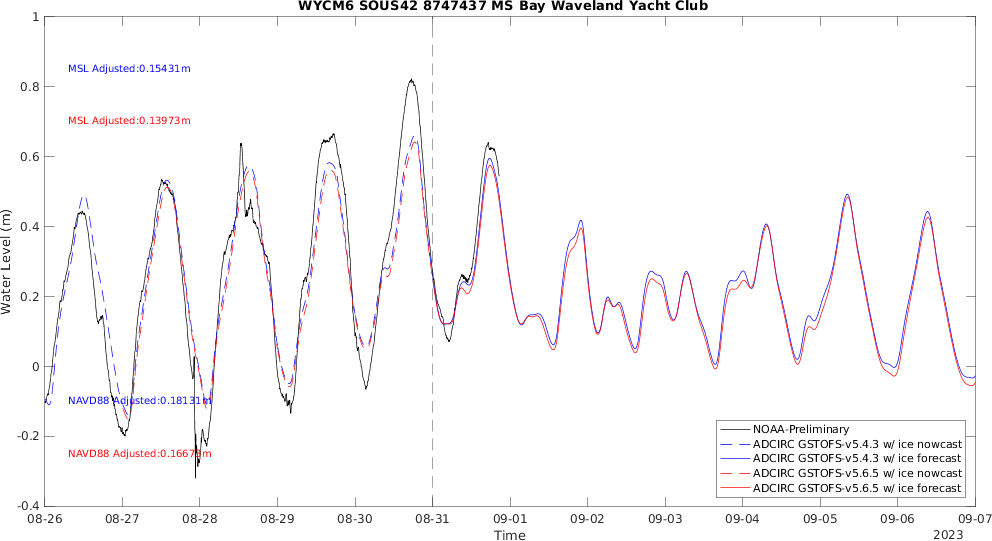 WYCM6 SOUS42 8747437 MS Bay Waveland Yacht Club
Water Level (m)
1
0.8
0.6
0.4
0.2
0
-0.2
-0.4
MSL Adjusted:0.15431m
MSL Adjusted:0.13973m
NAVD88 Adjusted:0.18131m
NAVD88 Adjusted:0.1667
NOAA-Preliminary
ADCIRC GSTOFS-v5.4.3 w/ ice nowcast
ADCIRC GSTOFS-v5.4.3 w/ ice forecast
ADCIRC GSTOFS-v5.6.5 w/ ice nowcast
ADCIRC GSTOFS-v5.6.5 w/ ice forecast
08-26 08-27 08-28 08-29 08-30 08-31 09-01 09-02 09-03 09-04 09-05 09-06 09-07
Time
2023